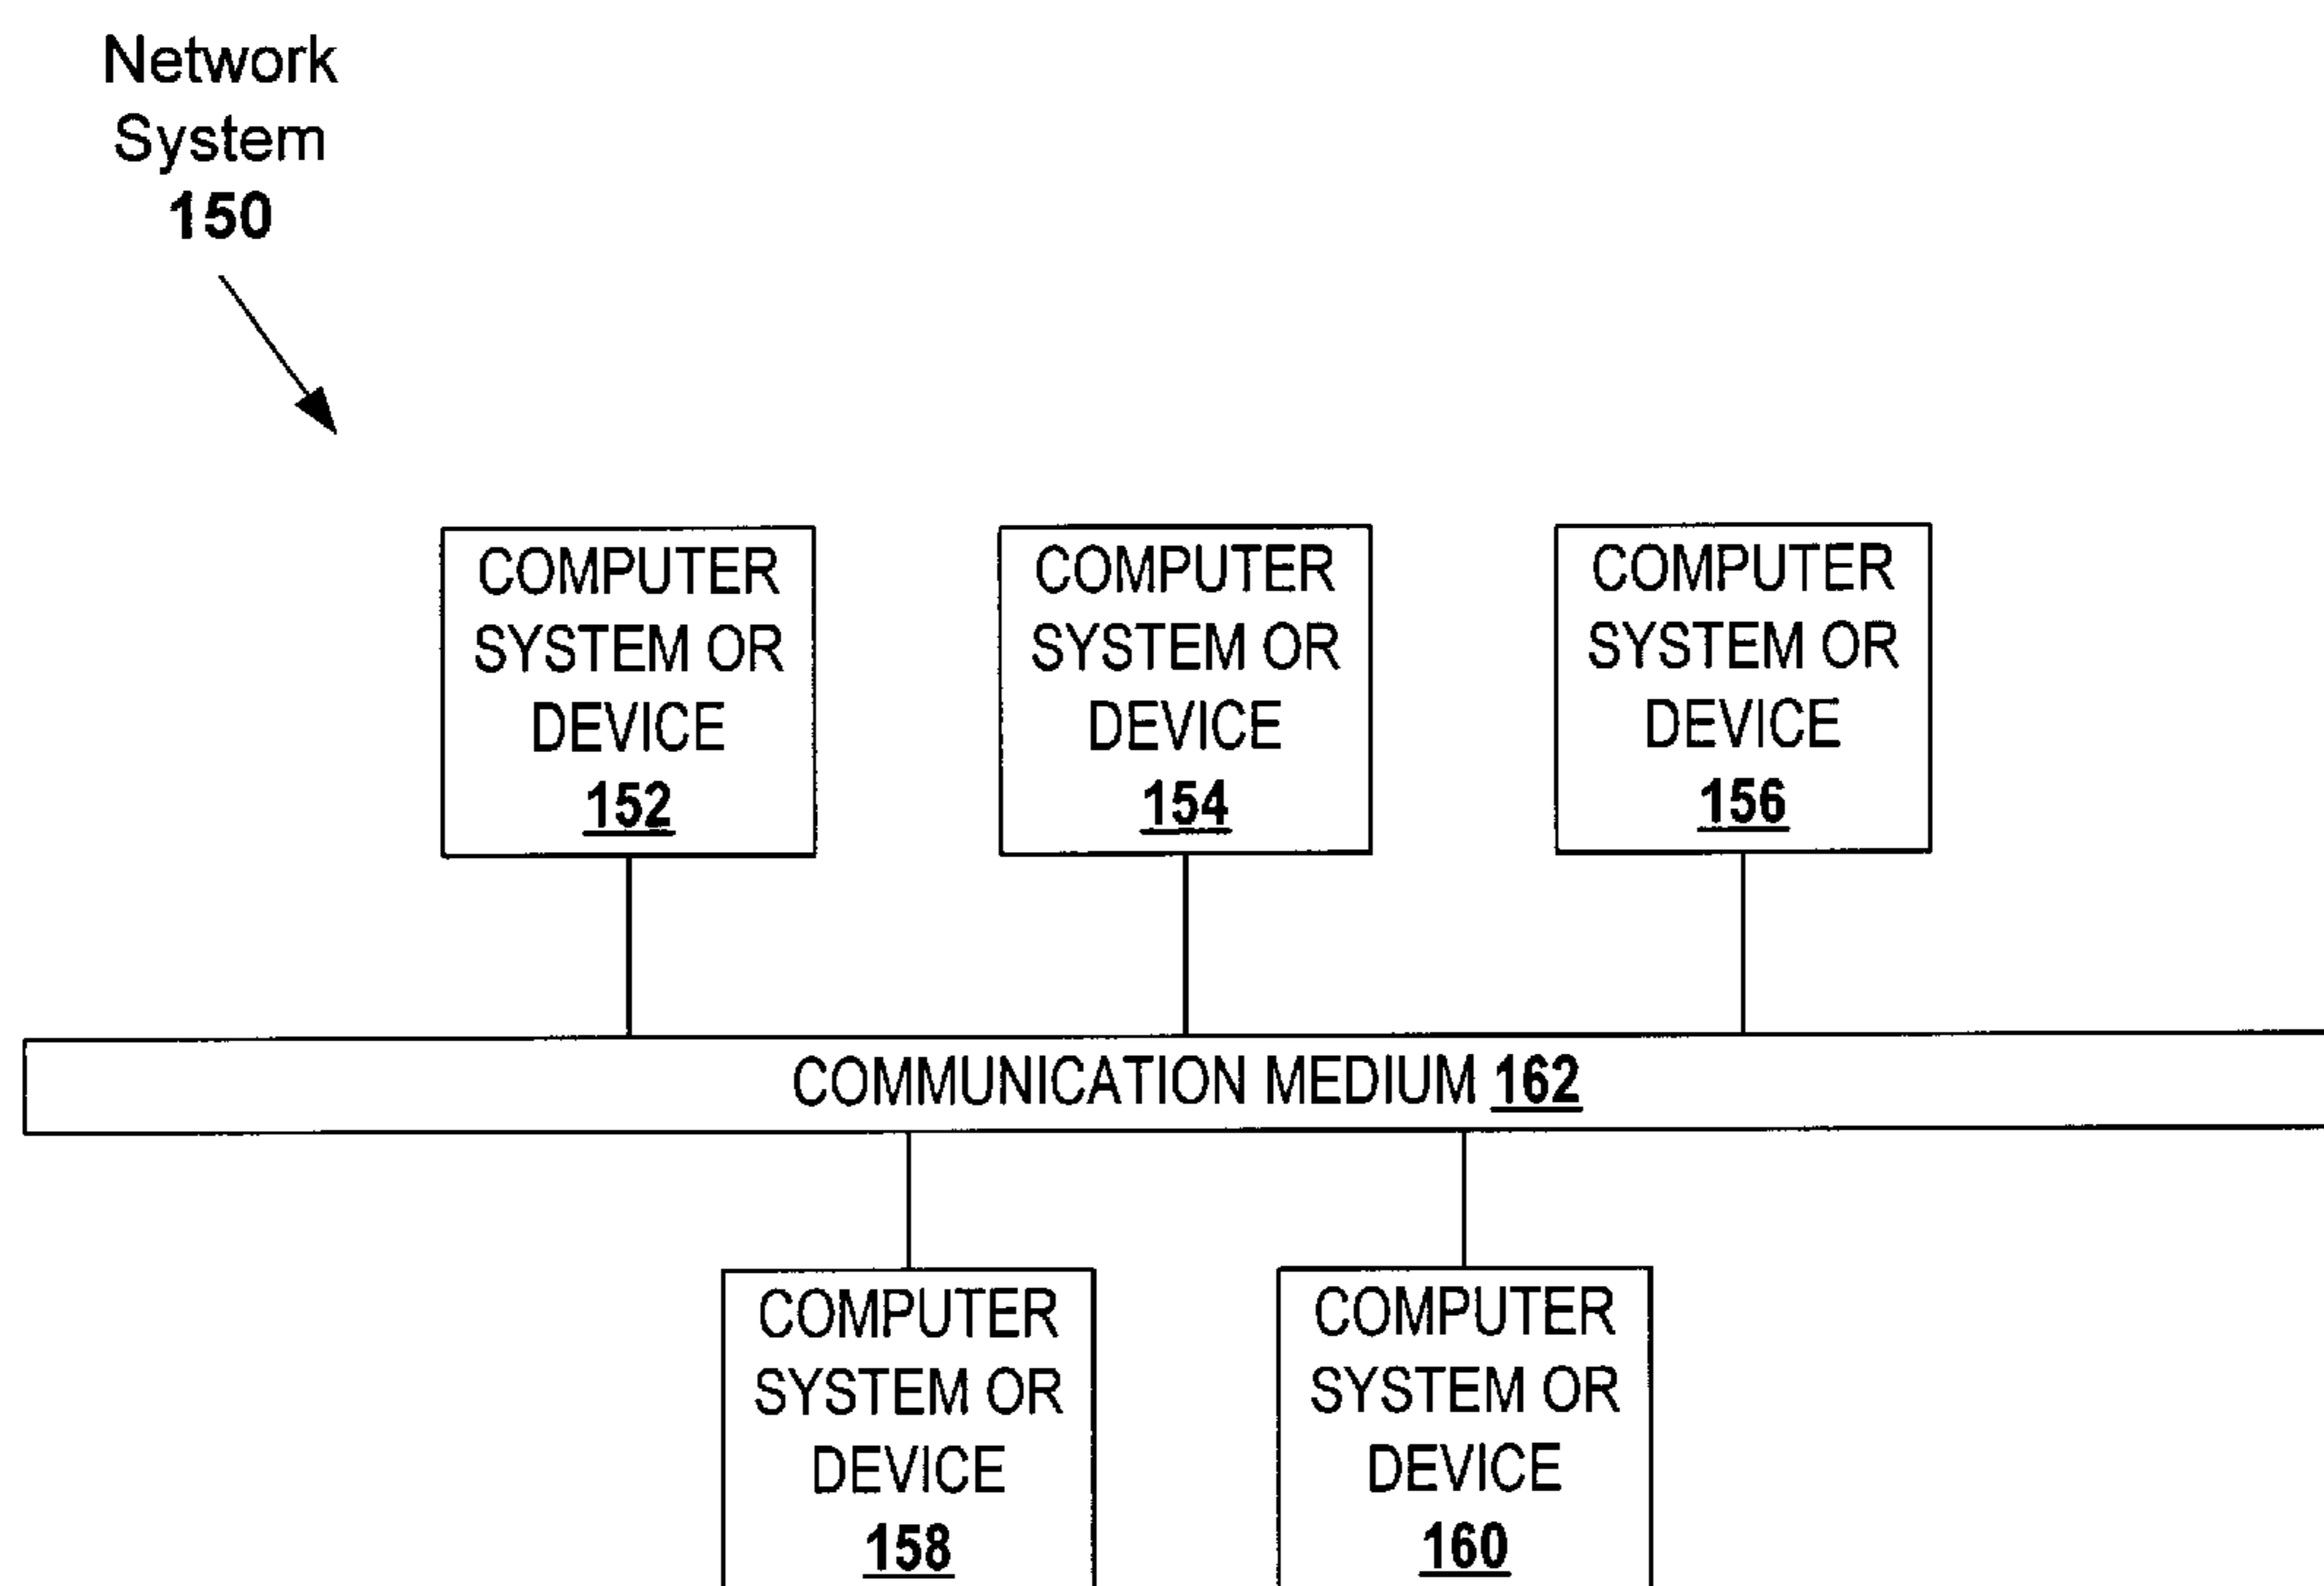 Network
System
150
COMPUTER
SYSTEM OR
DEVICE
152
COMPUTER
SYSTEM OR
DEVICE
154
COMPUTER
SYSTEM OR
DEVICE
156
COMMUNICATION MEDIUM 162
COMPUTER
SYSTEM OR
DEVICE
158
COMPUTER
SYSTEM OR
DEVICE
160